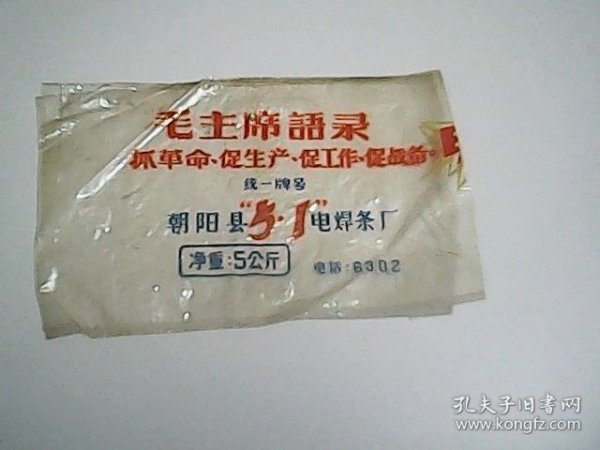 毛主席語录
抓革命、促生产、促工作、促战备。
统一牌号
朝阳县"5·1"电焊条厂
净重:5公斤
电话:6302
孔夫子旧书网
www.kongfz.com